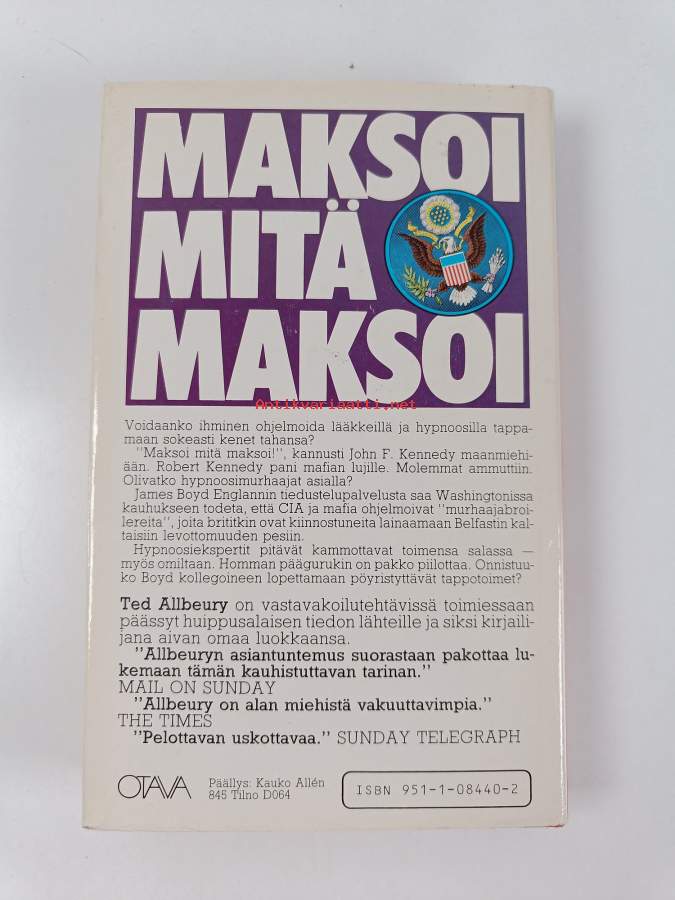 MAKSOI
MITÄ
MAKSOI
Antikvariaatti.net
Voidaanko ihminen ohjelmoida lääkkeillä ja hypnoosilla tappa-
maan sokeasti kenet tahansa?
"Maksoi mitä maksoi!", kannusti John F. Kennedy maanmiehi-
ään. Robert Kennedy pani mafian lujille. Molemmat ammuttiin.
Olivatko hypnoosimurhaajat asialla?
James Boyd Englannin tiedustelupalvelusta saa Washingtonissa
kauhukseen todeta, että CIA ja mafia ohjelmoivat "murhaajabroi-
lereita", joita brititkin ovat kiinnostuneita lainaamaan Belfastin kal-
taisiin levottomuuden pesiin.
Hypnoosiekspertit pitävät kammottavat toimensa salassa —
myös omiltaan. Homman päägurukin on pakko piilottaa. Onnistuu-
ko Boyd kollegoineen lopettamaan pöyristyttävät tappotoimet?
Ted Allbeury on vastavakoilutehtävissä toimiessaan
päässyt huippusalaisen tiedon lähteille ja siksi kirjaili-
jana aivan omaa luokkaansa.
"Allbeuryn asiantuntemus suorastaan pakottaa lu-
kemaan tämän kauhistuttavan tarinan."
MAIL ON SUNDAY
"Allbeury on alan miehistä vakuuttavimpia."
THE TIMES
"Pelottavan uskottavaa." SUNDAY TELEGRAPH
OTAVA
Päällys: Kauko Allén
845 Tilno D064
ISBN 951-1-08440-2